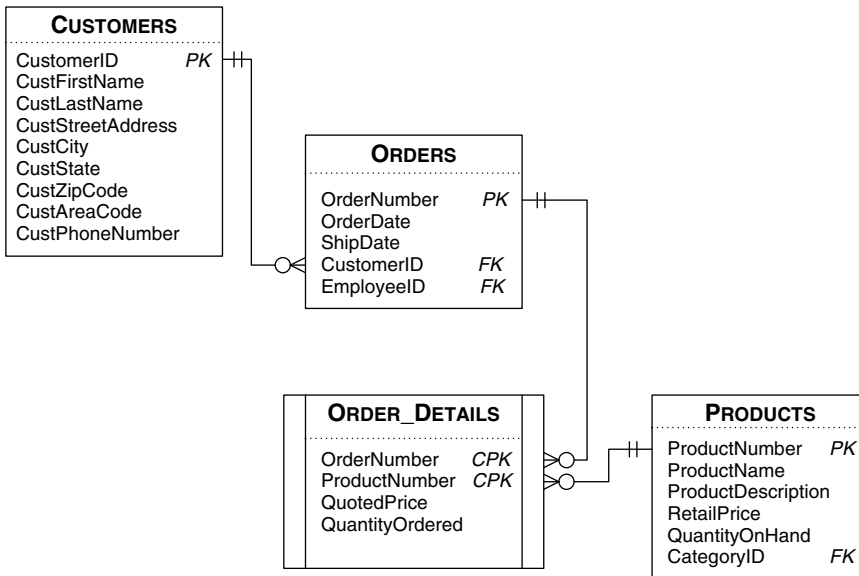 CUSTOMERS
CustomerID PK
CustFirstName
CustLastName
CustStreetAddress
CustCity
CustState
CustZipCode
CustAreaCode
CustPhoneNumber
ORDERS
OrderNumber PK
OrderDate
ShipDate
CustomerID FK
EmployeeID FK
ORDER_DETAILS
OrderNumber CPK
ProductNumber CPK
QuotedPrice
QuantityOrdered
PRODUCTS
ProductNumber PK
ProductName
ProductDescription
RetailPrice
QuantityOnHand
CategoryID FK